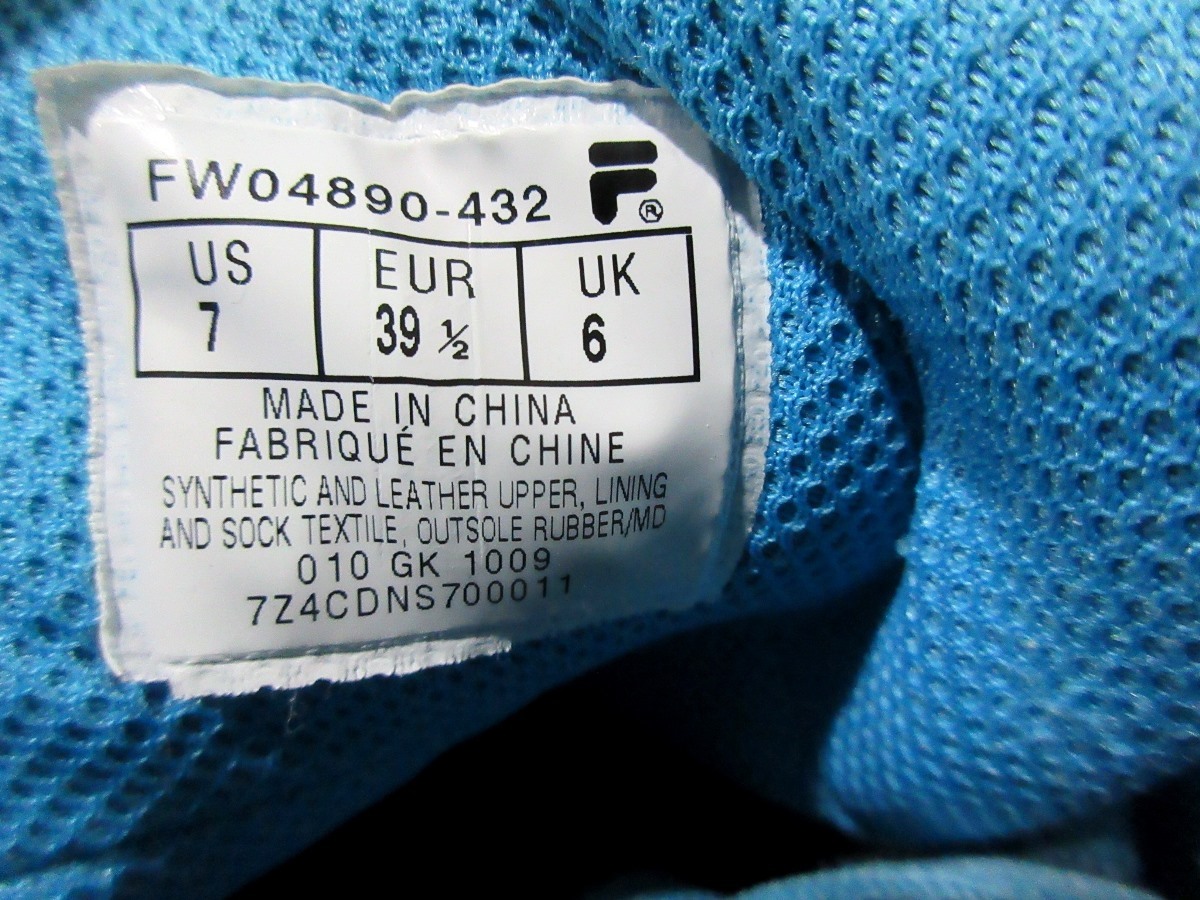 FW04890-432 F®
US EUR UK
7 39 ½ 6
MADE IN CHINA
FABRIQUÉ EN CHINE
SYNTHETIC AND LEATHER UPPER, LINING
AND SOCK TEXTILE, OUTSOLE RUBBER/MD
010 GK 1009
7Z4CDNS700011